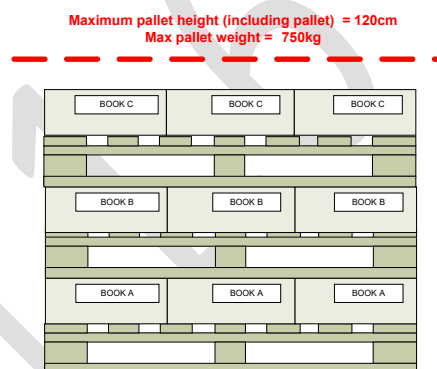 Maximum pallet height (including pallet) = 120cm
Max pallet weight = 750kg
BOOK C BOOK C BOOK C
BOOK B BOOK B BOOK B
BOOK A BOOK A BOOK A